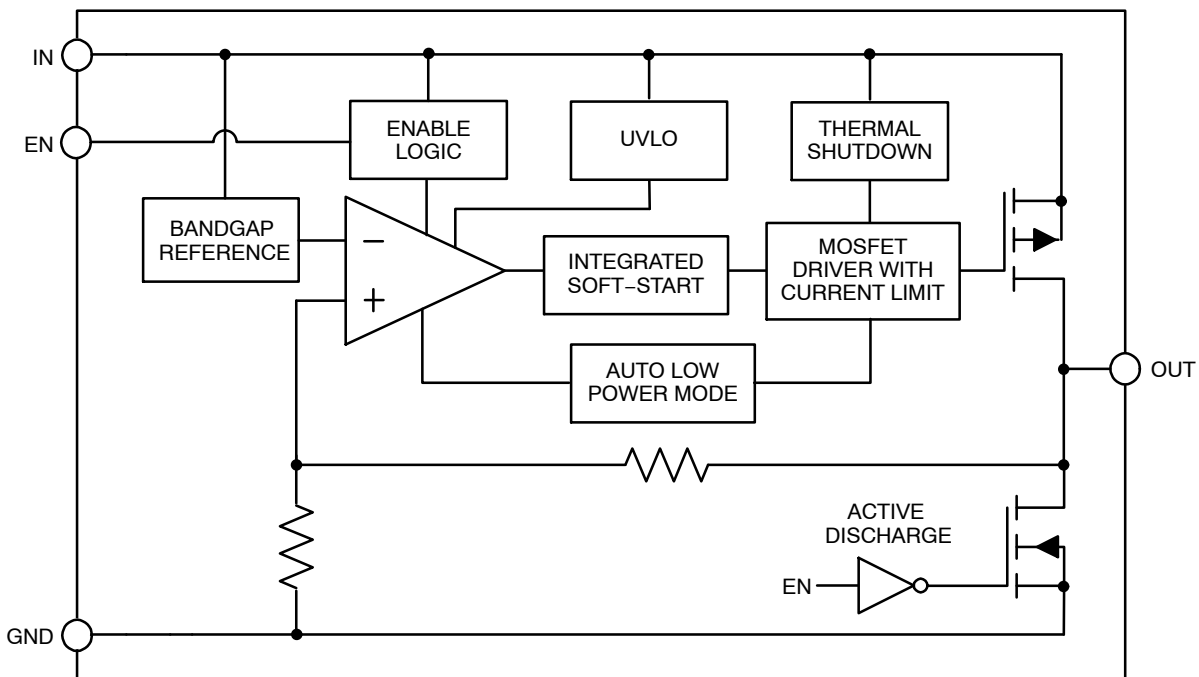 IN
EN
ENABLE
LOGIC
UVLO
THERMAL
SHUTDOWN
BANDGAP
REFERENCE
−
+
INTEGRATED
SOFT−START
MOSFET
DRIVER WITH
CURRENT LIMIT
AUTO LOW
POWER MODE
OUT
ACTIVE
DISCHARGE
EN
GND